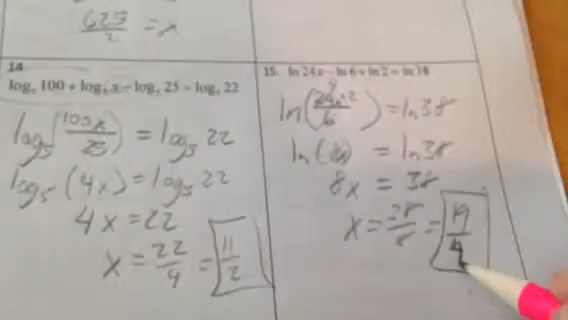 625/2 = x
14.
log₅ 100 + log₅ x - log₅ 25 = log₅ 22
log₅(100x/25) = log₅ 22
log₅(4x) = log₅ 22
4x = 22
x = 22/4 = 11/2
15. ln 24x - ln 6 + ln 2 = ln 38
ln(24x·2/6) = ln 38
ln(8x) = ln 38
8x = 38
x = 38/8 = 19/4